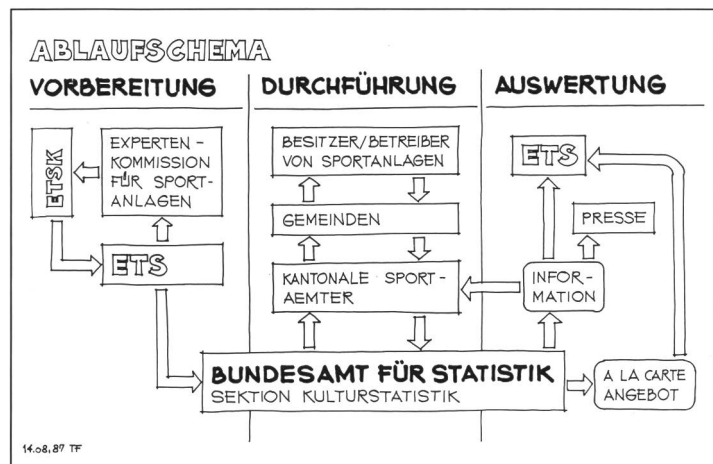 ABLAUFSCHEMA
VORBEREITUNG
ETSK
EXPERTEN-
KOMMISSION
FÜR SPORT-
ANLAGEN
ETS
DURCHFÜHRUNG
BESITZER/BETREIBER
VON SPORTANLAGEN
GEMEINDEN
KANTONALE SPORT-
AEMTER
AUSWERTUNG
ETS
PRESSE
INFOR-
MATION
BUNDESAMT FÜR STATISTIK
SEKTION KULTURSTATISTIK
A LA CARTE
ANGEBOT
14.08.87 TF